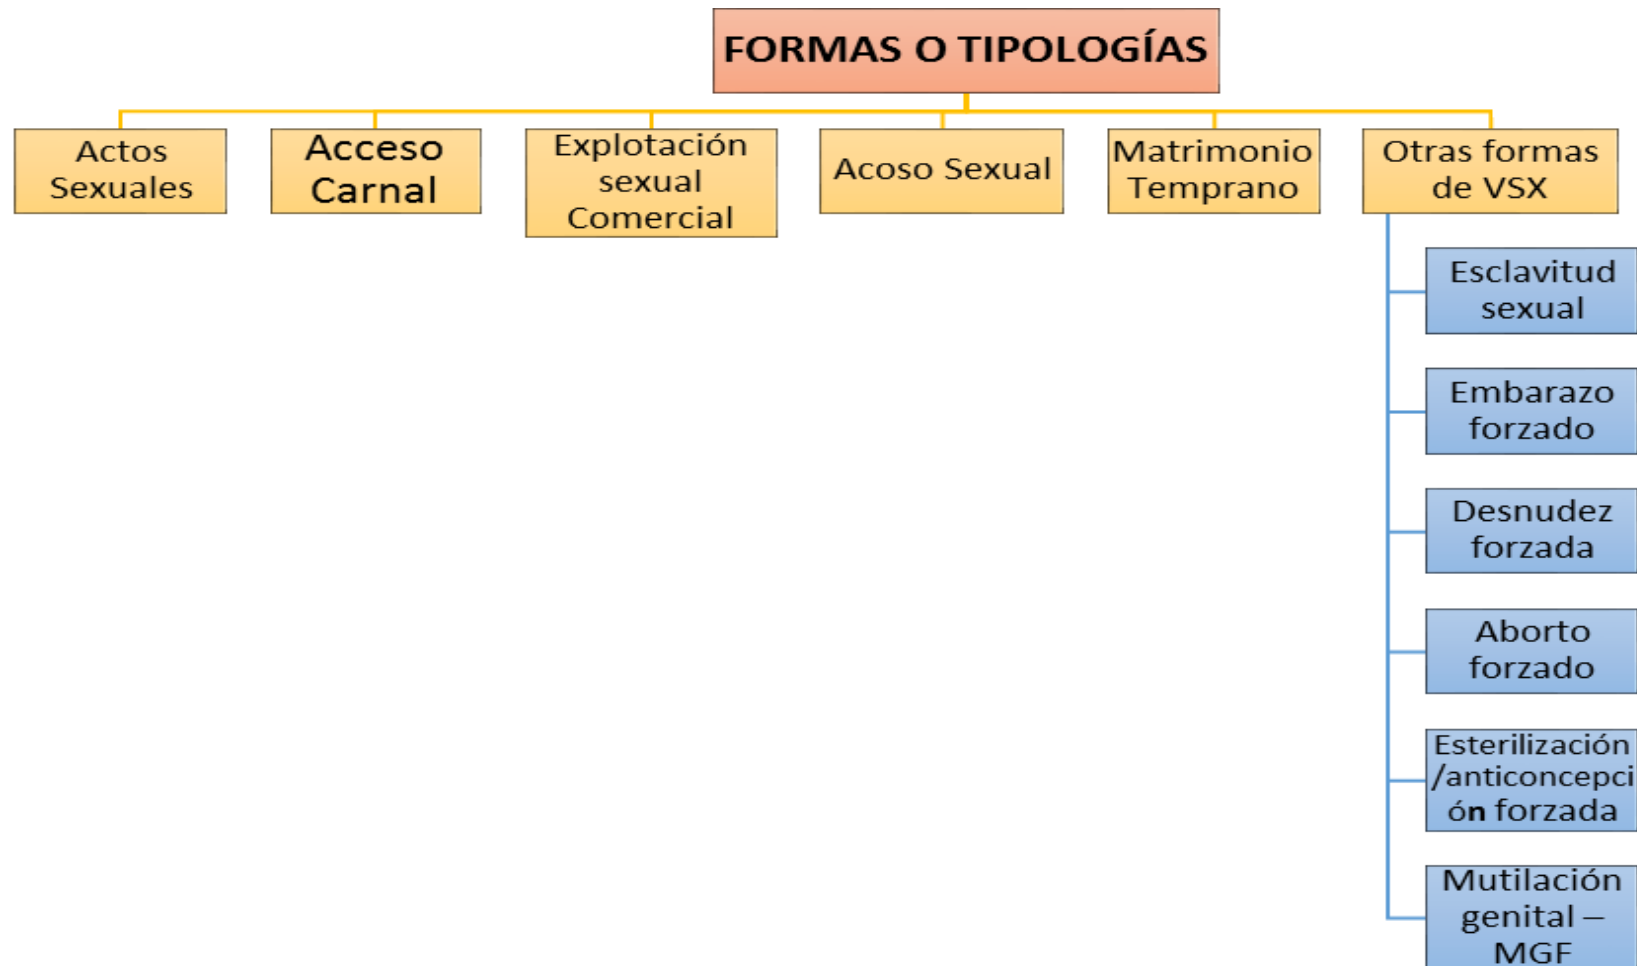 FORMAS O TIPOLOGÍAS
Actos
Sexuales
Acceso
Carnal
Explotación
sexual
Comercial
Acoso Sexual
Matrimonio
Temprano
Otras formas
de VSX
Esclavitud
sexual
Embarazo
forzado
Desnudez
forzada
Aborto
forzado
Esterilización
/anticoncepci
ón forzada
Mutilación
genital –
MGF